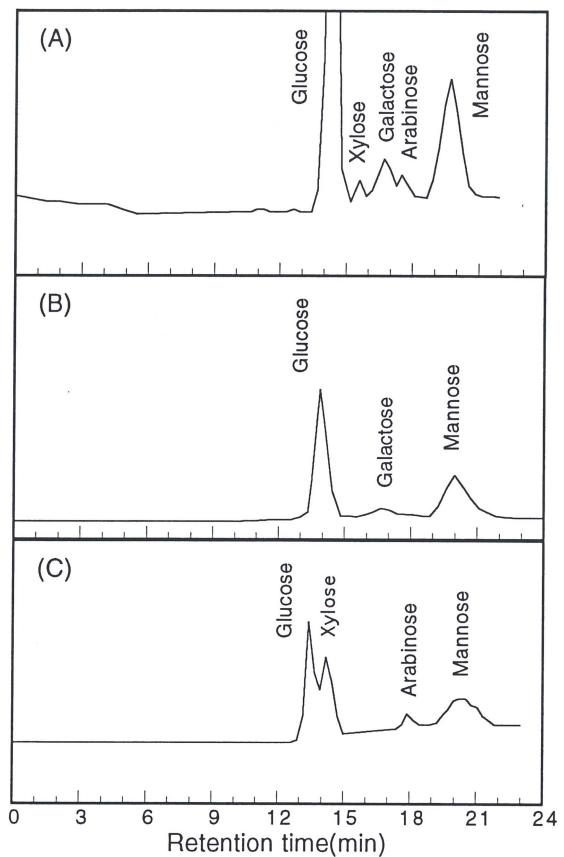 (A)
Glucose
Xylose
Galactose
Arabinose
Mannose
(B)
Glucose
Galactose
Mannose
(C)
Glucose
Xylose
Arabinose
Mannose
0 3 6 9 12 15 18 21 24
Retention time(min)